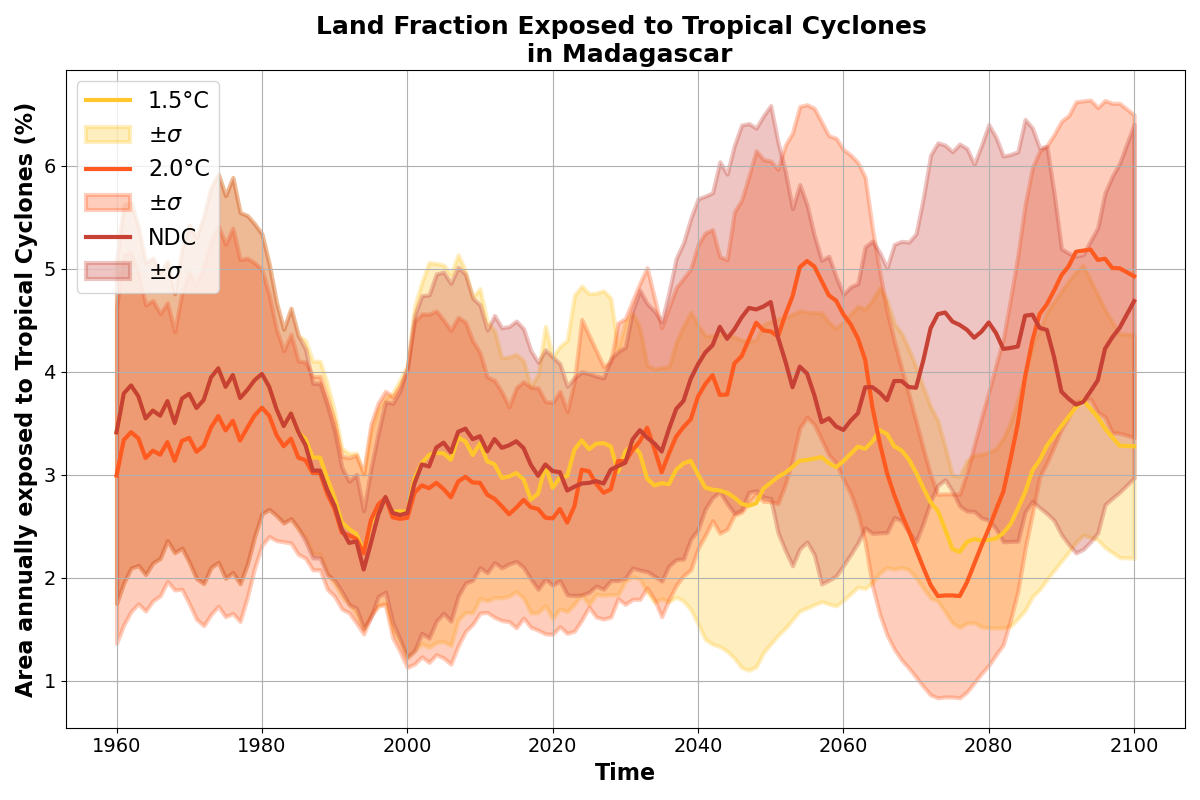 Land Fraction Exposed to Tropical Cyclones
in Madagascar
Area annually exposed to Tropical Cyclones (%)
6
5
4
3
2
1
1.5°C
±σ
2.0°C
±σ
NDC
±σ
1960
1980
2000
2020
2040
2060
2080
2100
Time